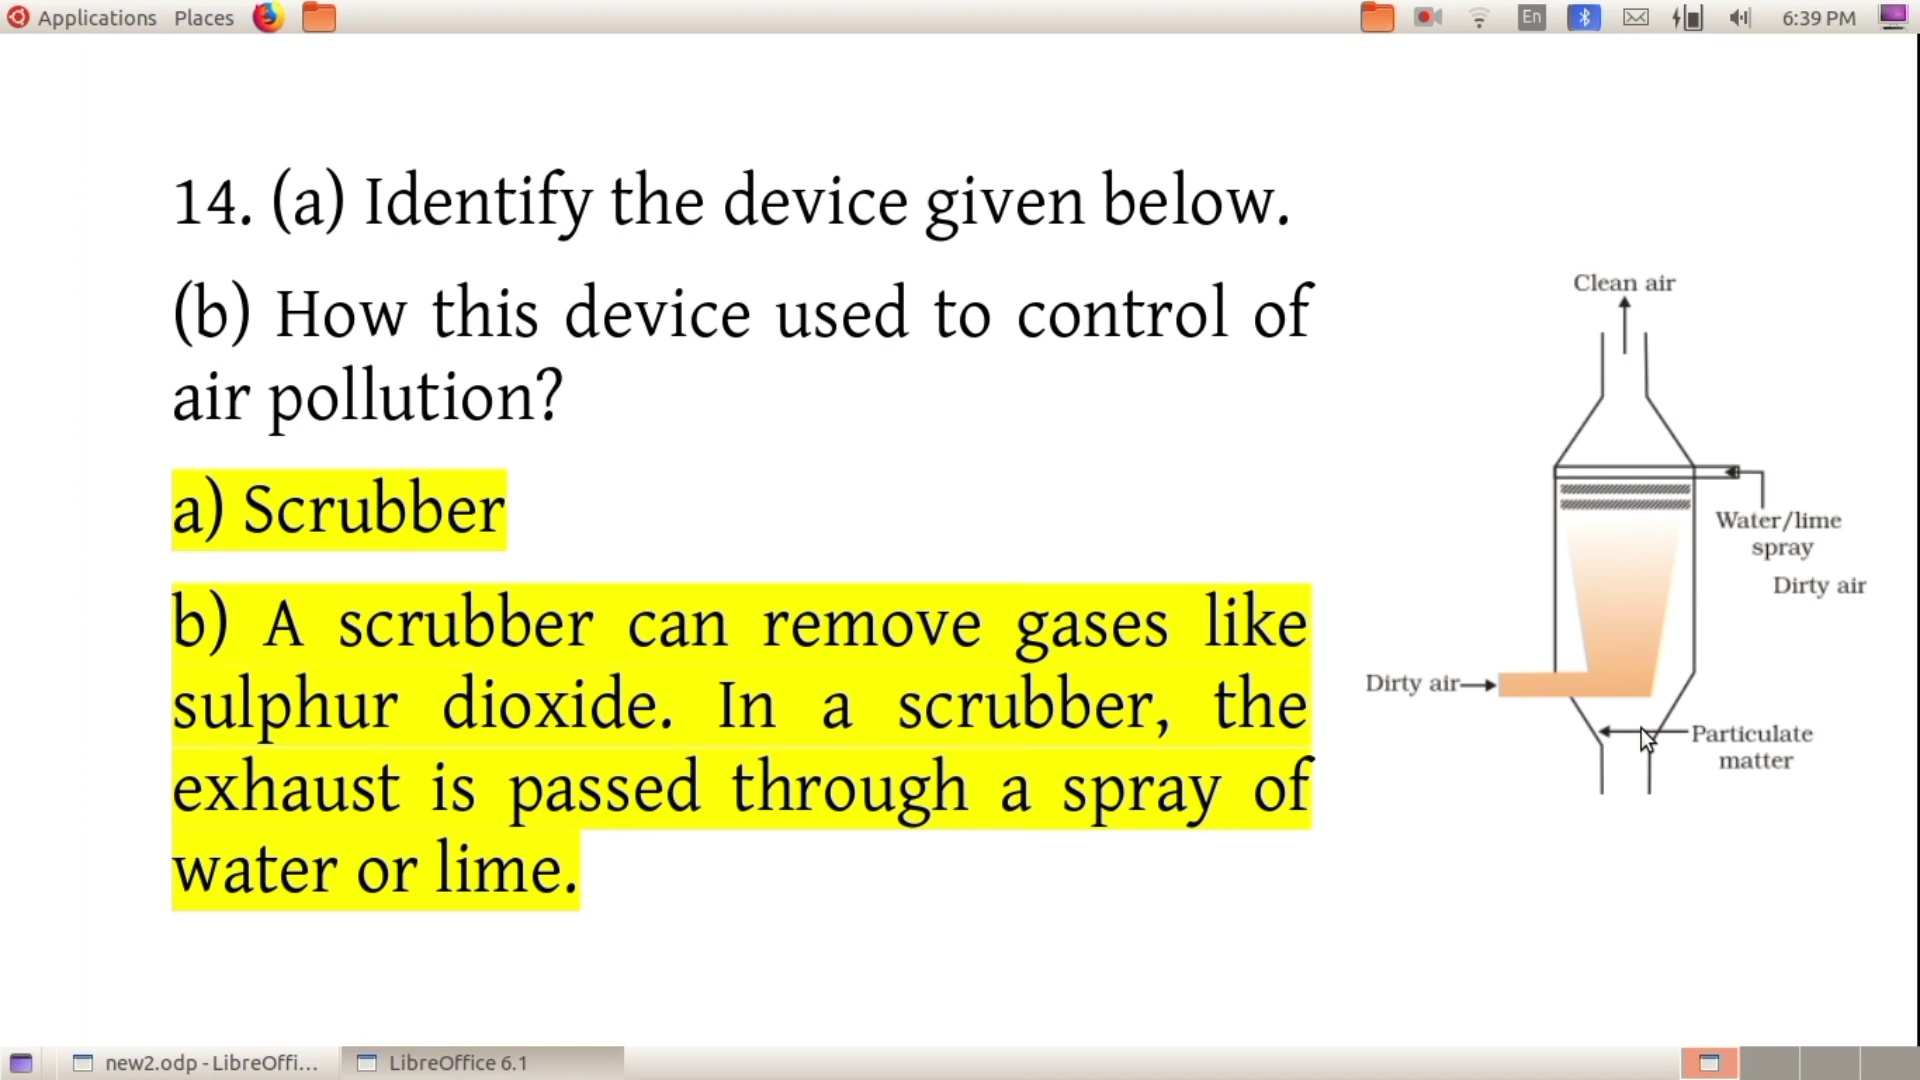 Applications Places En 6:39 PM
14. (a) Identify the device given below.
(b) How this device used to control of
air pollution?
a) Scrubber
b) A scrubber can remove gases like
sulphur dioxide. In a scrubber, the
exhaust is passed through a spray of
water or lime.
Clean air
Water/lime
spray
Dirty air
Dirty air
Particulate
matter
new2.odp - LibreOffi... LibreOffice 6.1